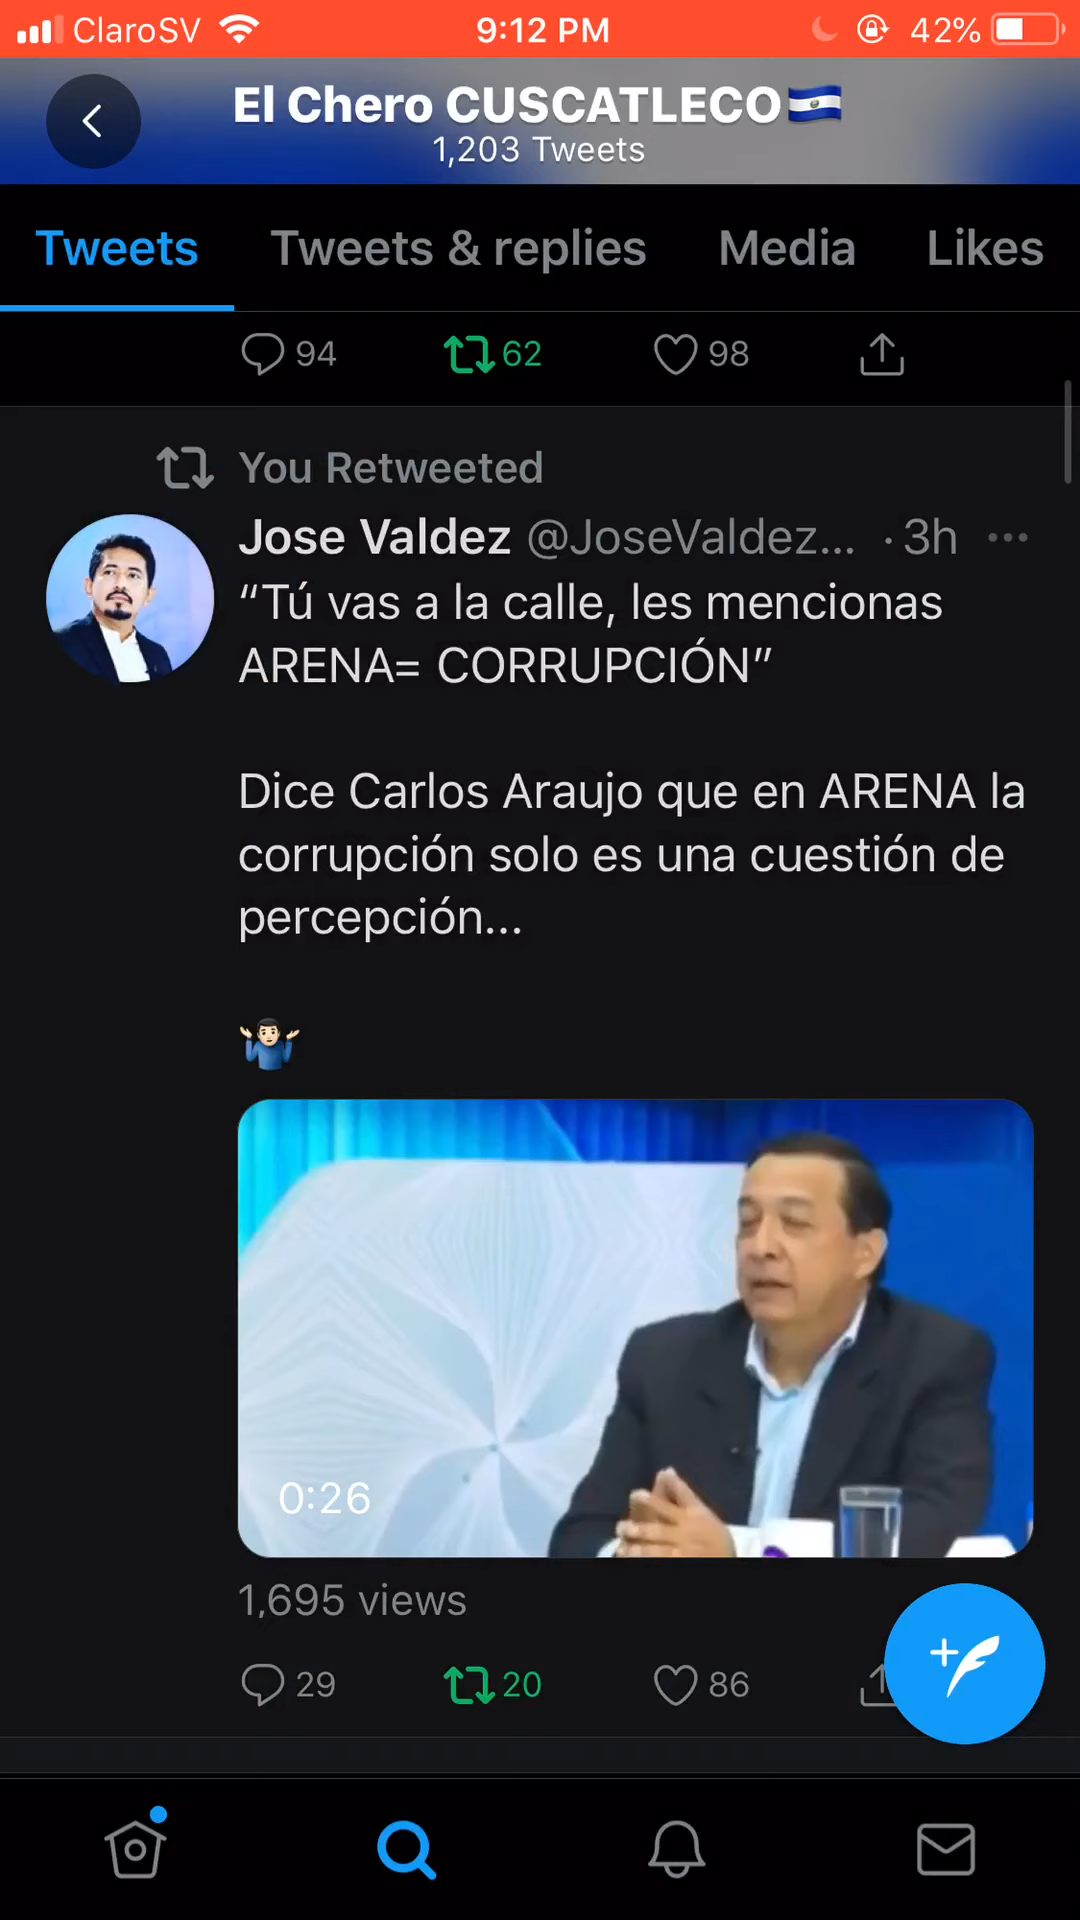 ClaroSV 9:12 PM 42%
El Chero CUSCATLECO🇸🇻
1,203 Tweets
Tweets Tweets & replies Media Likes
94 62 98
You Retweeted
Jose Valdez @JoseValdez... · 3h
“Tú vas a la calle, les mencionas
ARENA= CORRUPCIÓN”
Dice Carlos Araujo que en ARENA la
corrupción solo es una cuestión de
percepción...
🤷🏻‍♂️
0:26
1,695 views
29 20 86